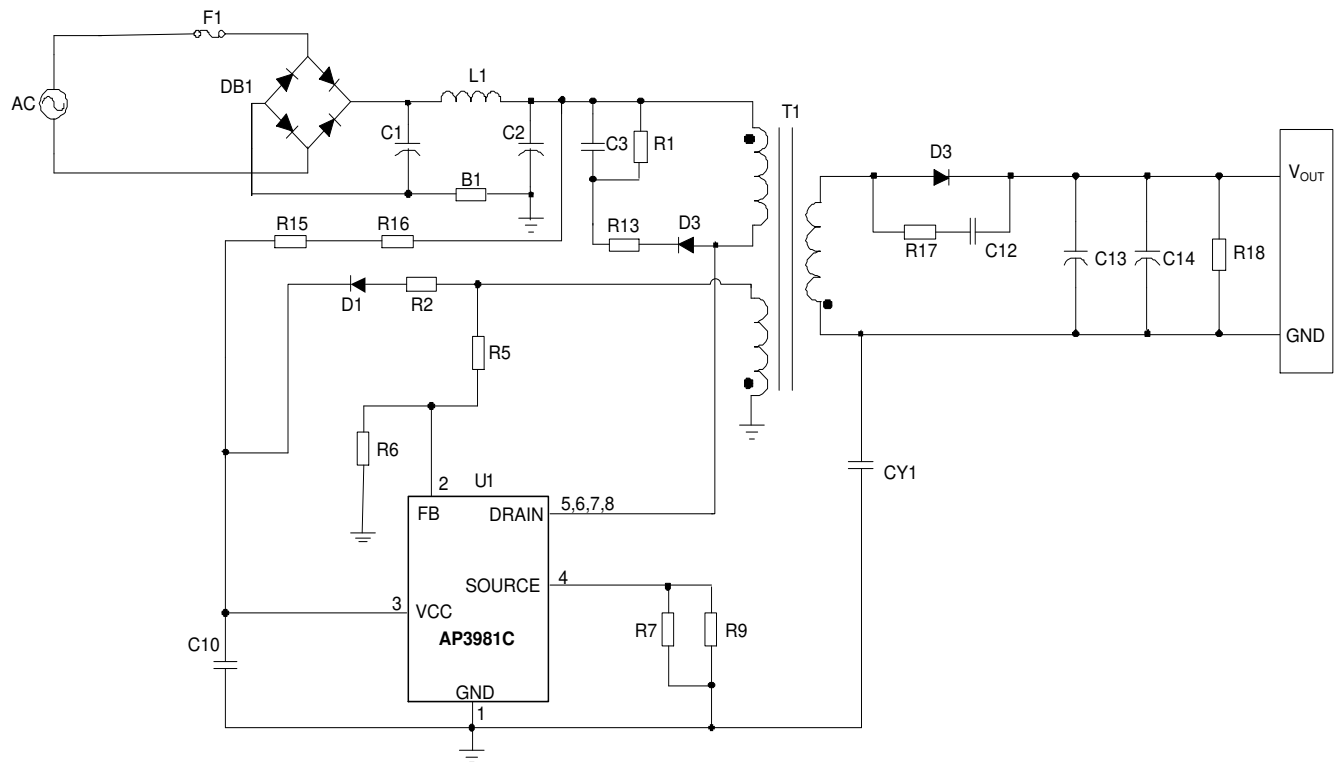 F1
AC
DB1
L1
T1
C1
C2
C3
R1
B1
R15
R16
R13
D3
D3
V_OUT
R17
C12
C13
C14
R18
GND
D1
R2
R5
R6
CY1
2
U1
FB
DRAIN
5,6,7,8
SOURCE
4
3
VCC
AP3981C
R7
R9
C10
GND
1